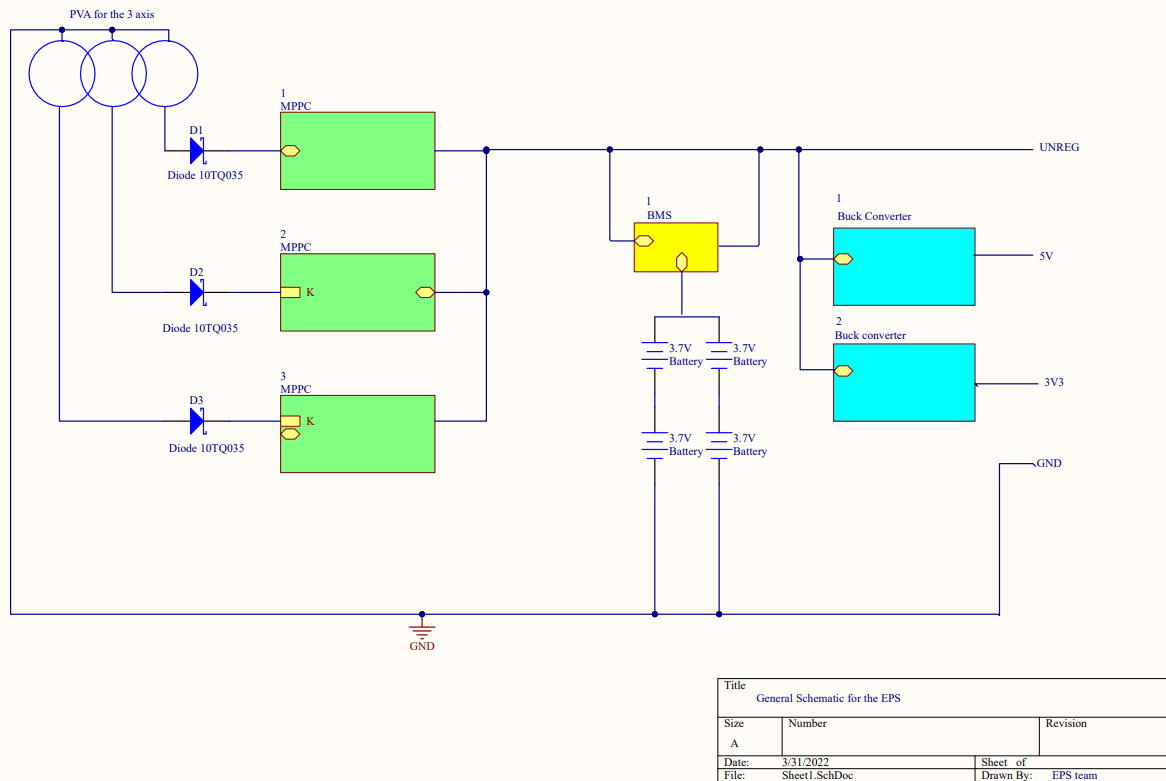 PVA for the 3 axis
1
MPPC
D1
Diode 10TQ035
UNREG
1
BMS
1
Buck Converter
2
MPPC
5V
D2
K
Diode 10TQ035
2
Buck converter
3.7V
Battery
3.7V
Battery
3
MPPC
3V3
D3
K
Diode 10TQ035
3.7V
Battery
3.7V
Battery
GND
GND
Title
General Schematic for the EPS
Size
Number
Revision
A
Date: 3/31/2022 Sheet of
File: Sheet1.SchDoc Drawn By: EPS team